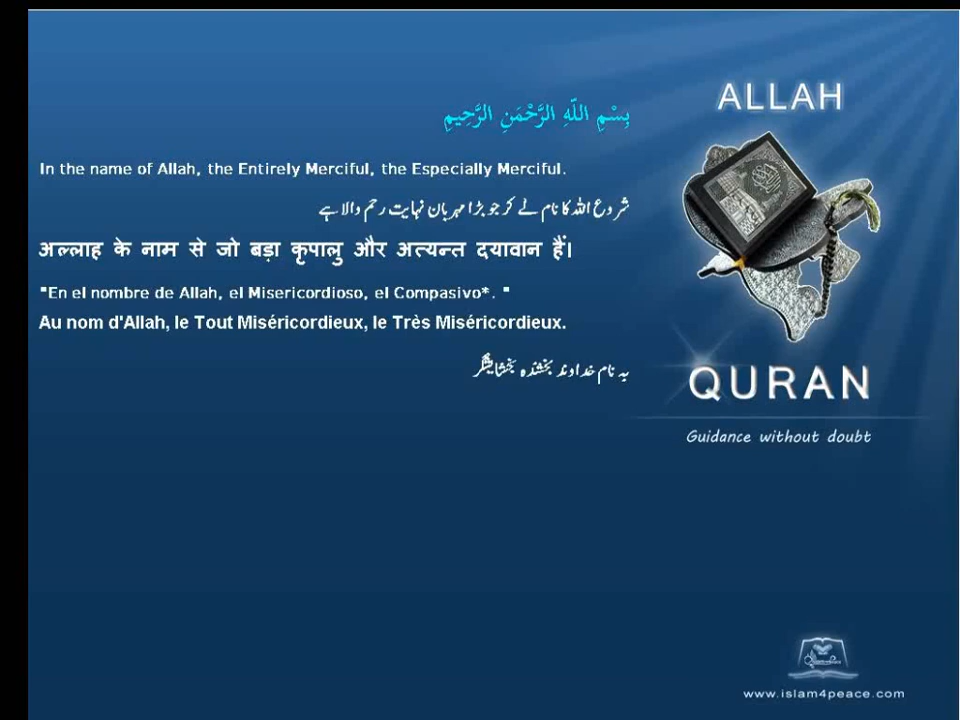 بِسْمِ اللّهِ الرَّحْمَنِ الرَّحِيمِ
In the name of Allah, the Entirely Merciful, the Especially Merciful.
شروع الله کا نام لے کر جو بڑا مہربان نہایت رحم والا ہے
अल्लाह के नाम से जो बड़ा कृपालु और अत्यन्त दयावान हैं।
"En el nombre de Allah, el Misericordioso, el Compasivo*. "
Au nom d'Allah, le Tout Miséricordieux, le Très Miséricordieux.
به نام خداوند بخشنده بخشایشگر
ALLAH
QURAN
Guidance without doubt
www.islam4peace.com